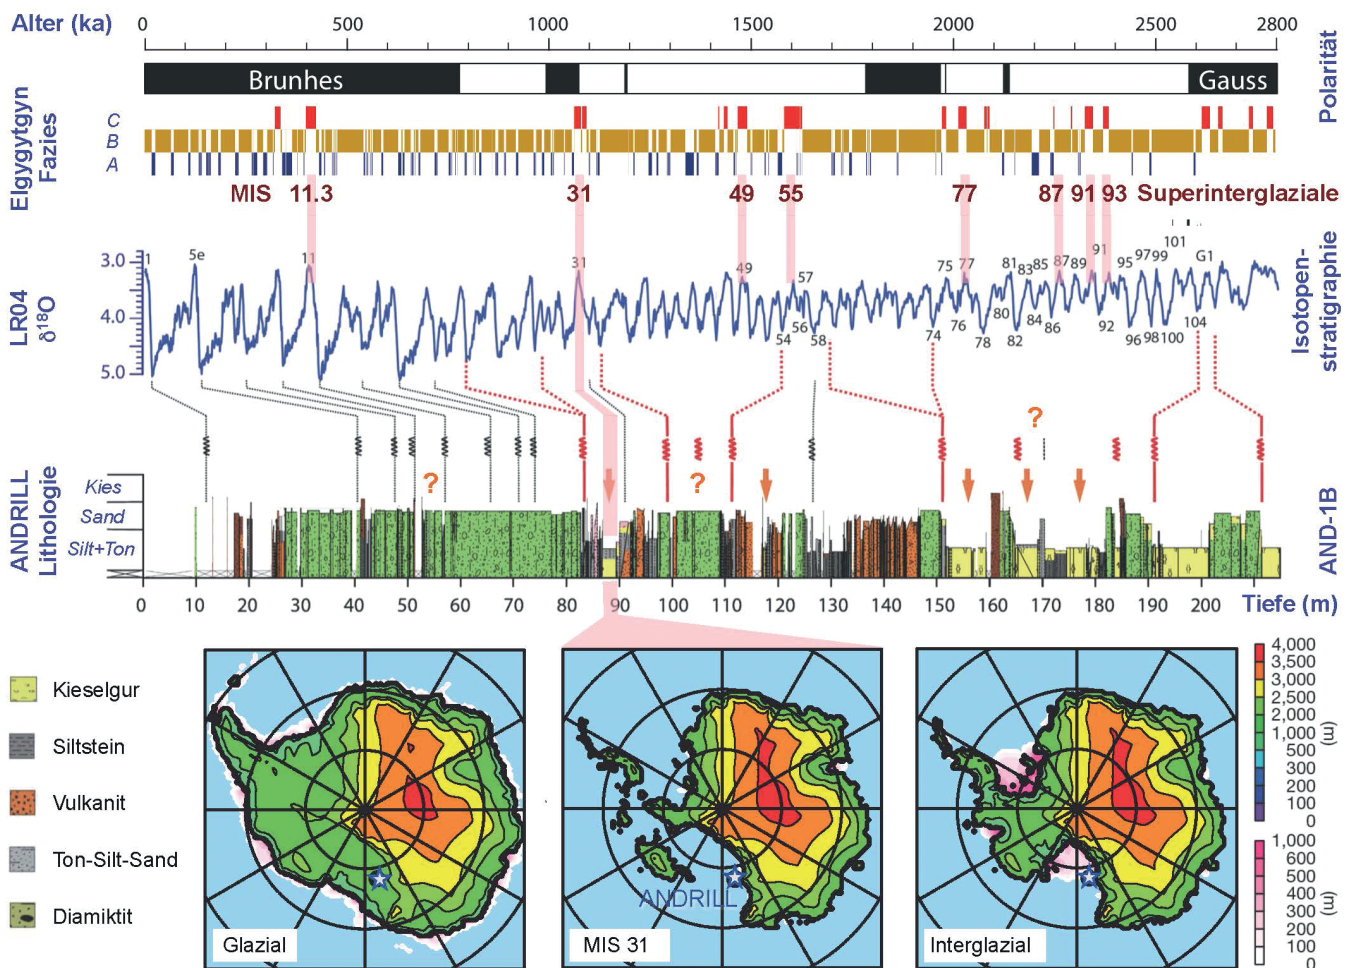 Alter (ka)
0 500 1000 1500 2000 2500 2800
Polarität
Brunhes Gauss
Elgygytgyn
Fazies
C
B
A
MIS 11.3 31 49 55 77 87 91 93 Superinterglaziale
Isotopen-
stratigraphie
LR04
δ18O
3.0
4.0
5.0
1 5e 11 31 49 57 75 77 81 83 85 87 89 91 95 97 99 101 G1
54 56 58 74 76 78 80 82 84 86 92 96 98 100 104
?
? ?
ANDRILL
Lithologie
Kies
Sand
Silt+Ton
AND-1B
0 10 20 30 40 50 60 70 80 90 100 110 120 130 140 150 160 170 180 190 200 Tiefe (m)
Kieselgur
Siltstein
Vulkanit
Ton-Silt-Sand
Diamiktit
Glazial
ANDRILL
MIS 31
Interglazial
4,000
3,500
3,000
2,500
2,000
1,000
500
300
200
100
0
(m)
1,000
600
500
400
300
200
100
0
(m)